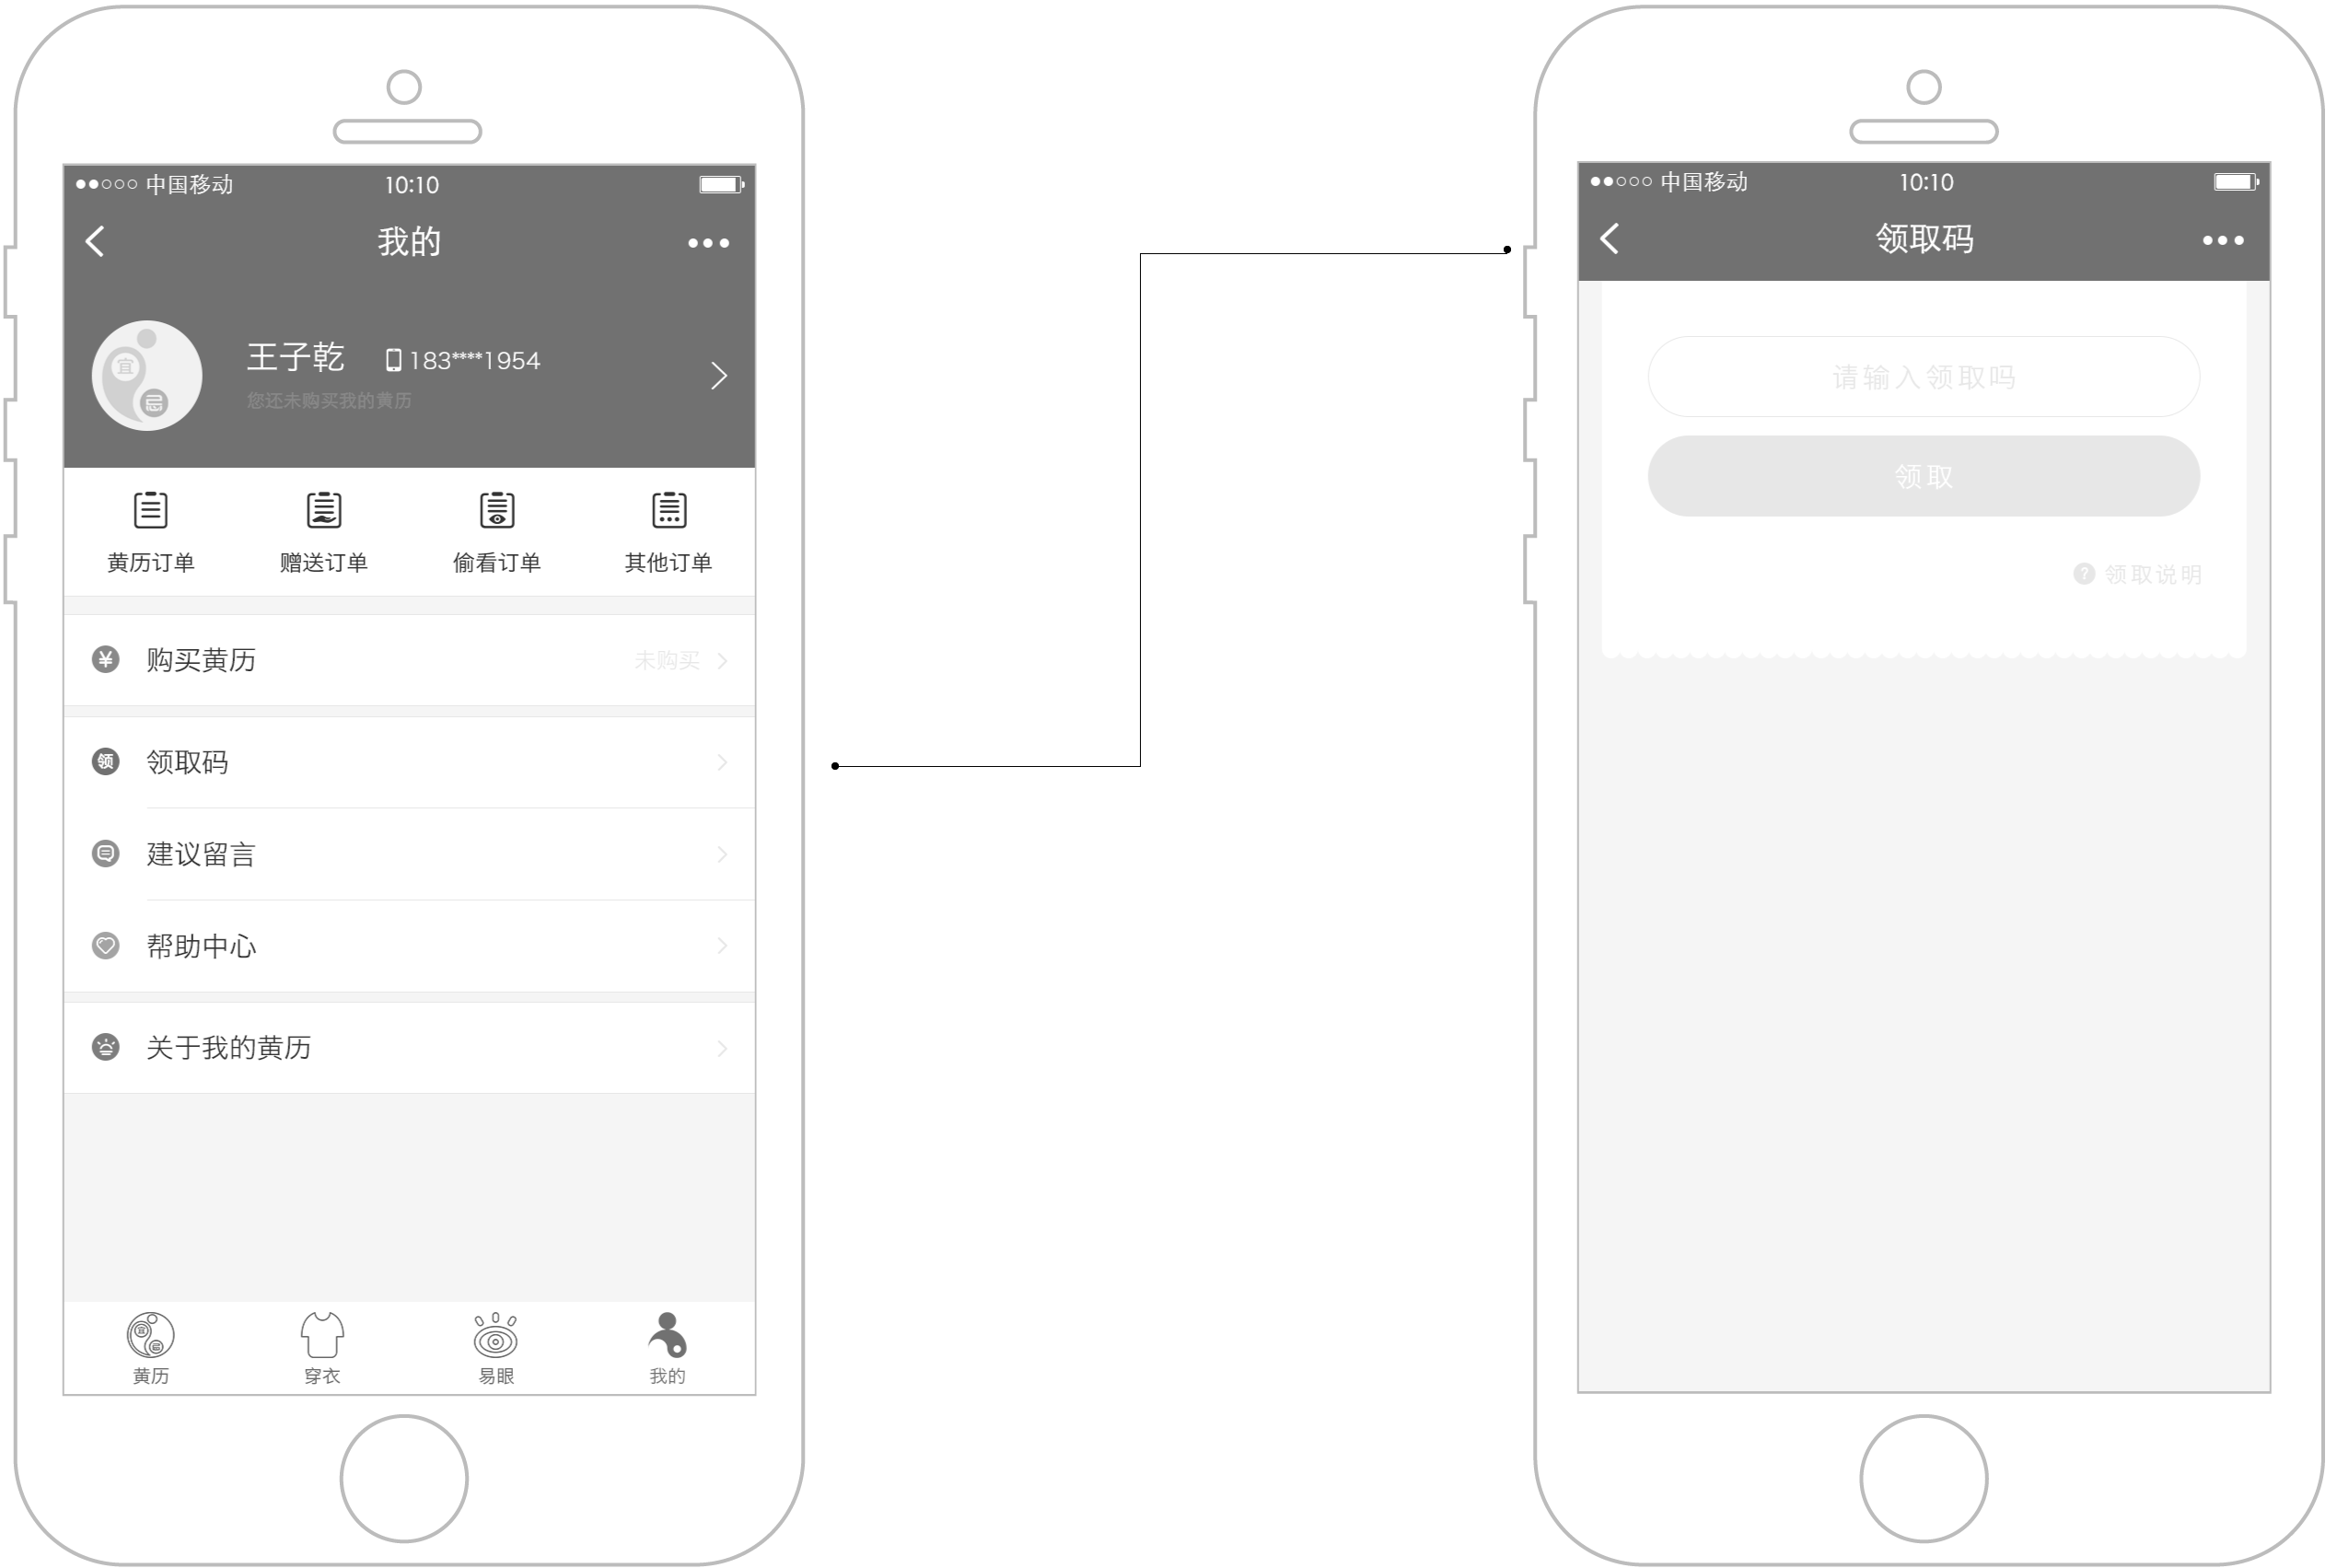 中国移动 10:10
我的
宜
忌
王子乾 183****1954
您还未购买我的黄历
黄历订单 赠送订单 偷看订单 其他订单
¥ 购买黄历 未购买
领 领取码
建议留言
帮助中心
关于我的黄历
宜
忌
黄历 穿衣 易眼 我的
中国移动 10:10
领取码
请输入领取吗
领取
? 领取说明